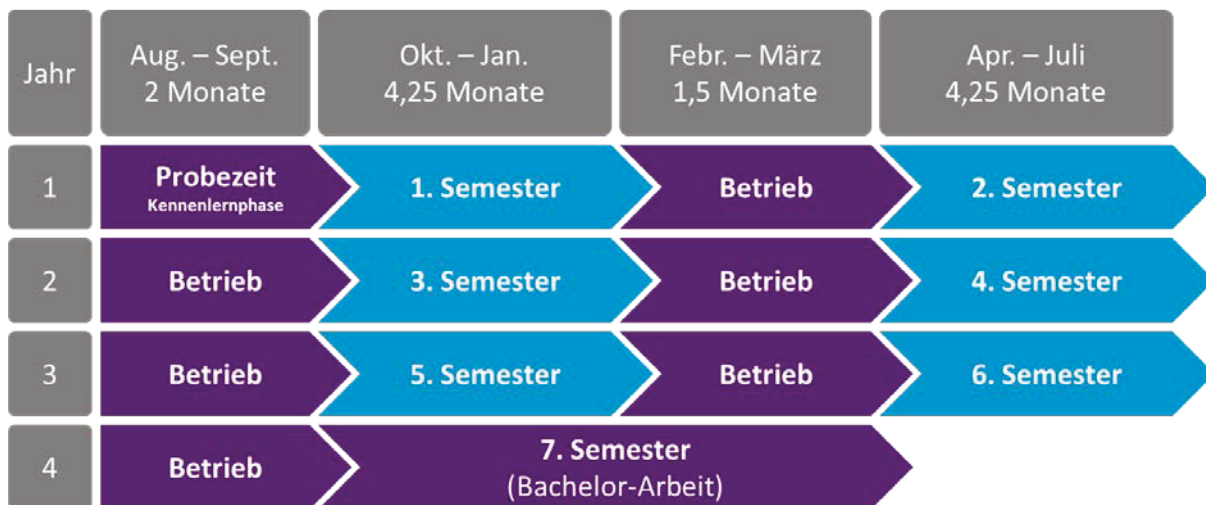 Jahr
Aug. – Sept.
2 Monate
Okt. – Jan.
4,25 Monate
Febr. – März
1,5 Monate
Apr. – Juli
4,25 Monate
1
Probezeit
Kennenlernphase
1. Semester
Betrieb
2. Semester
2
Betrieb
3. Semester
Betrieb
4. Semester
3
Betrieb
5. Semester
Betrieb
6. Semester
4
Betrieb
7. Semester
(Bachelor-Arbeit)